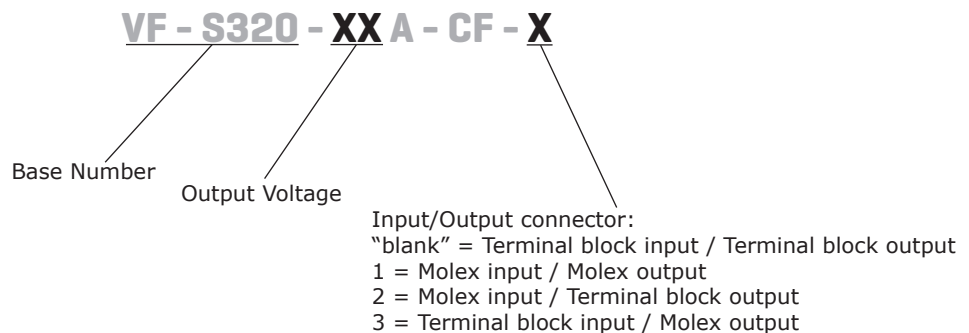 VF - S320 - XX A - CF - X
Base Number
Output Voltage
Input/Output connector:
“blank” = Terminal block input / Terminal block output
1 = Molex input / Molex output
2 = Molex input / Terminal block output
3 = Terminal block input / Molex output